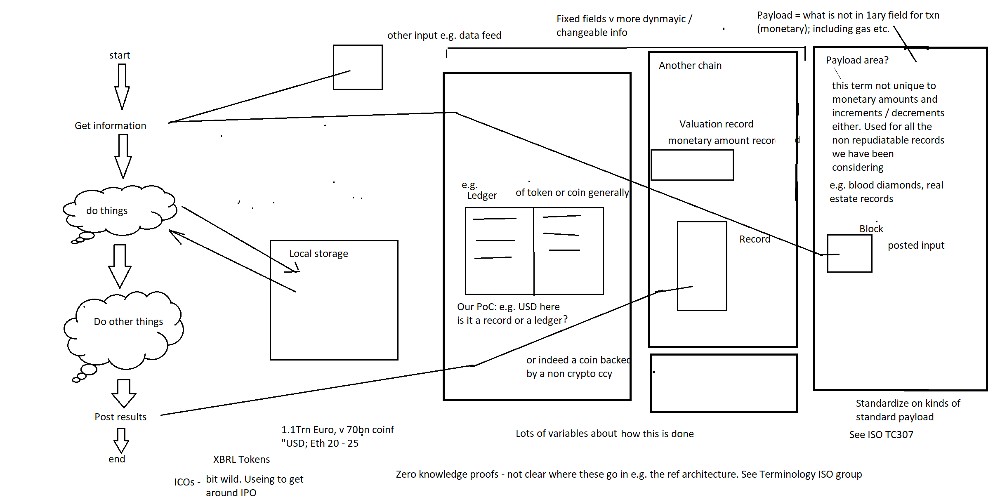 Fixed fields v more dynmayic /
changeable info
Payload = what is not in 1ary field for txn
(monetary); including gas etc.
other input e.g. data feed
start
Get information
do things
Do other things
Post results
end
Local storage
e.g.
Ledger
of token or coin generally
Our PoC: e.g. USD here
is it a record or a ledger?
or indeed a coin backed
by a non crypto ccy
Another chain
Valuation record
monetary amount record
Record
Payload area?
this term not unique to
monetary amounts and
increments / decrements
either. Used for all the
non repudiatable records
we have been
considering
e.g. blood diamonds, real
estate records
Block
posted input
Standardize on kinds of
standard payload
See ISO TC307
1.1Trn Euro, v 70bn coinf
"USD; Eth 20 - 25
Lots of variables about how this is done
XBRL Tokens
ICOs - bit wild. Useing to get
around IPO
Zero knowledge proofs - not clear where these go in e.g. the ref architecture. See Terminology ISO group